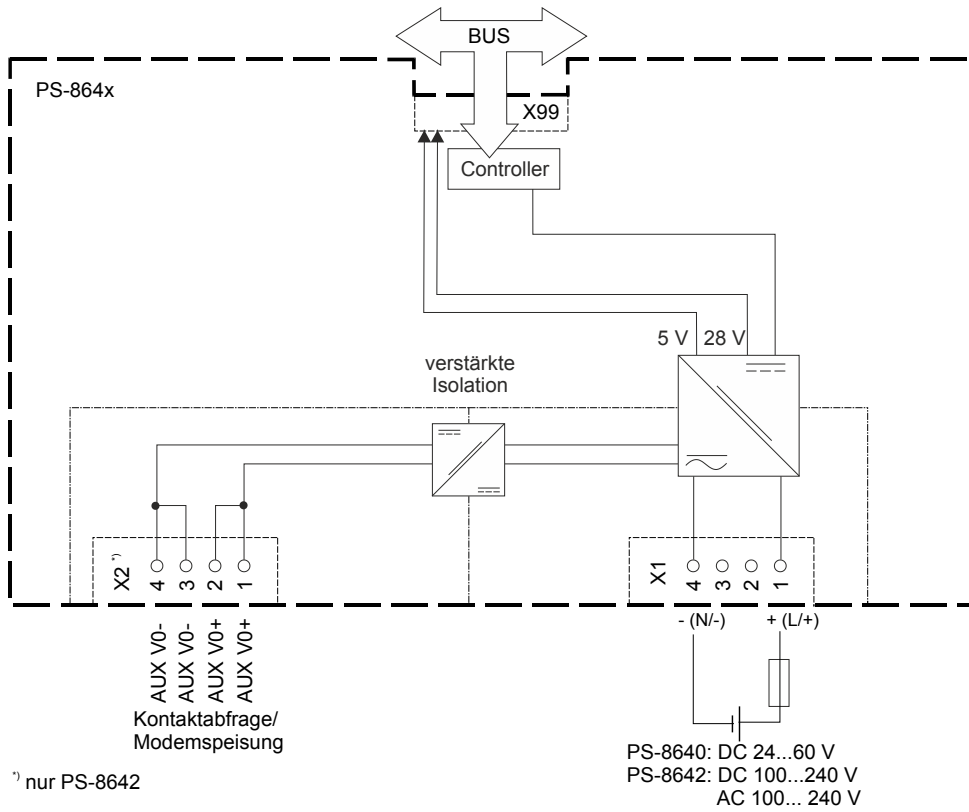 BUS
PS-864x
X99
Controller
5 V 28 V
verstärkte
Isolation
X2 *)
4 3 2 1
X1
4 3 2 1
- (N/-) + (L/+)
AUX V0-
AUX V0-
AUX V0+
AUX V0+
Kontaktabfrage/
Modemspeisung
PS-8640: DC 24...60 V
PS-8642: DC 100...240 V
AC 100... 240 V
*) nur PS-8642